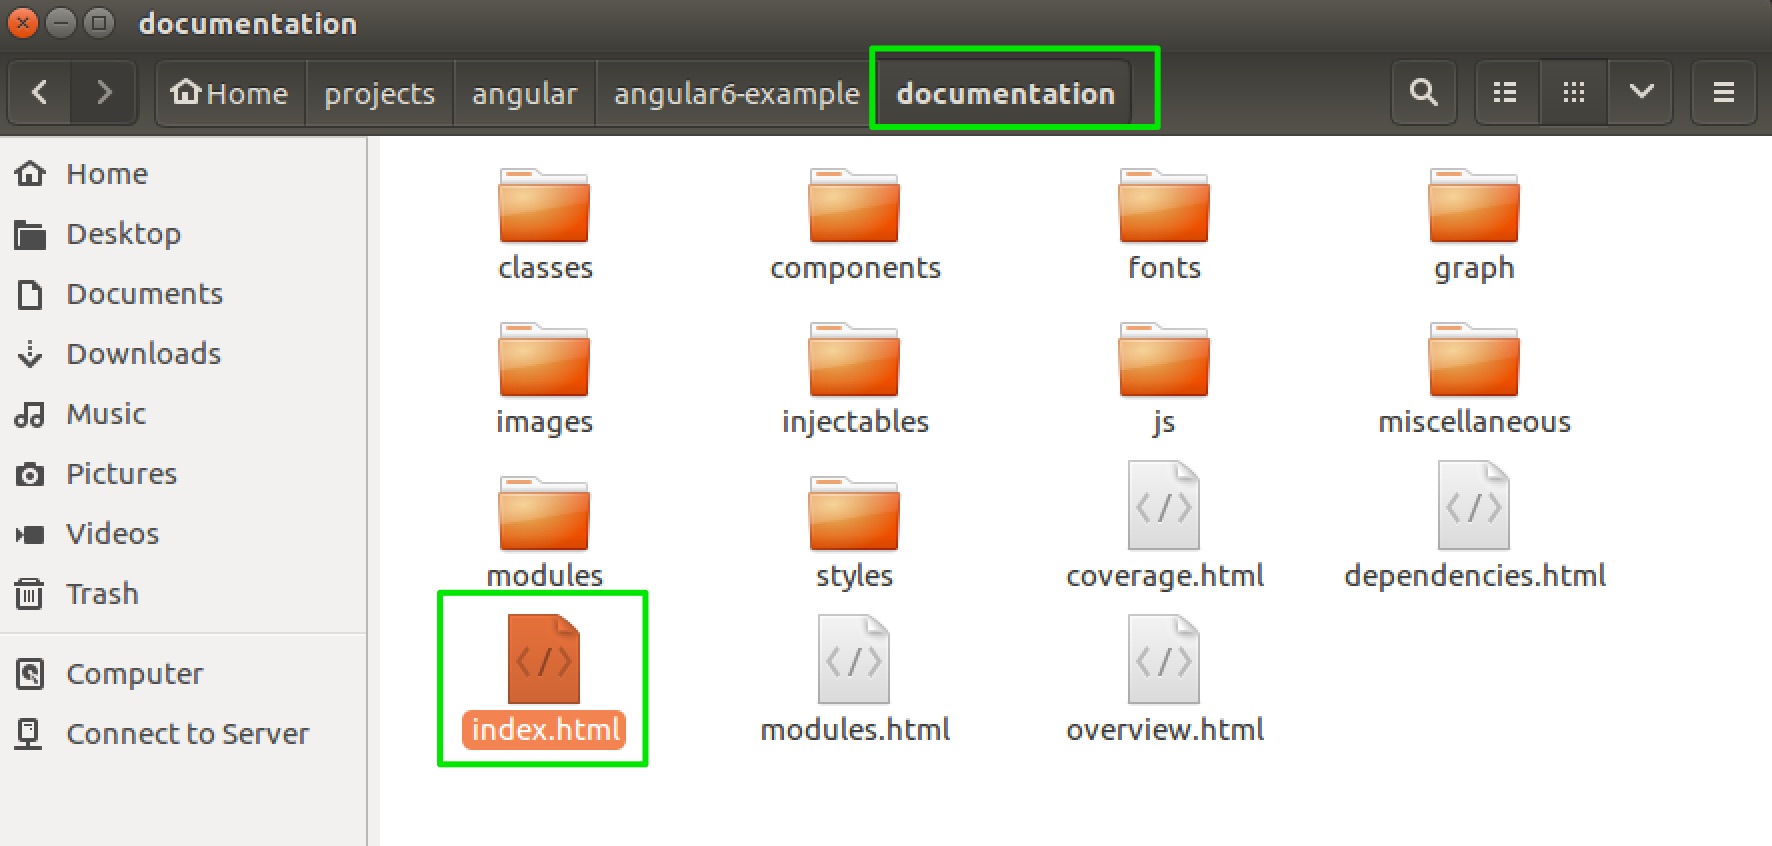 documentation
Home projects angular angular6-example documentation
Home
Desktop
Documents
Downloads
Music
Pictures
Videos
Trash
Computer
Connect to Server
classes components fonts graph
images injectables js miscellaneous
modules styles coverage.html dependencies.html
index.html modules.html overview.html